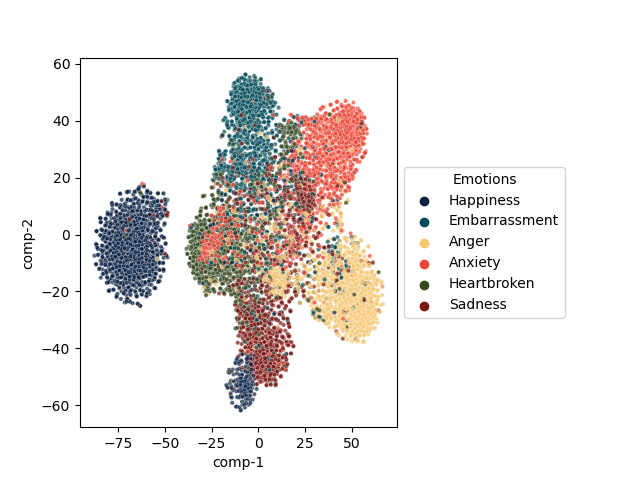 60
40
20
0
−20
−40
−60
comp-2
−75
−50
−25
0
25
50
comp-1
Emotions
Happiness
Embarrassment
Anger
Anxiety
Heartbroken
Sadness